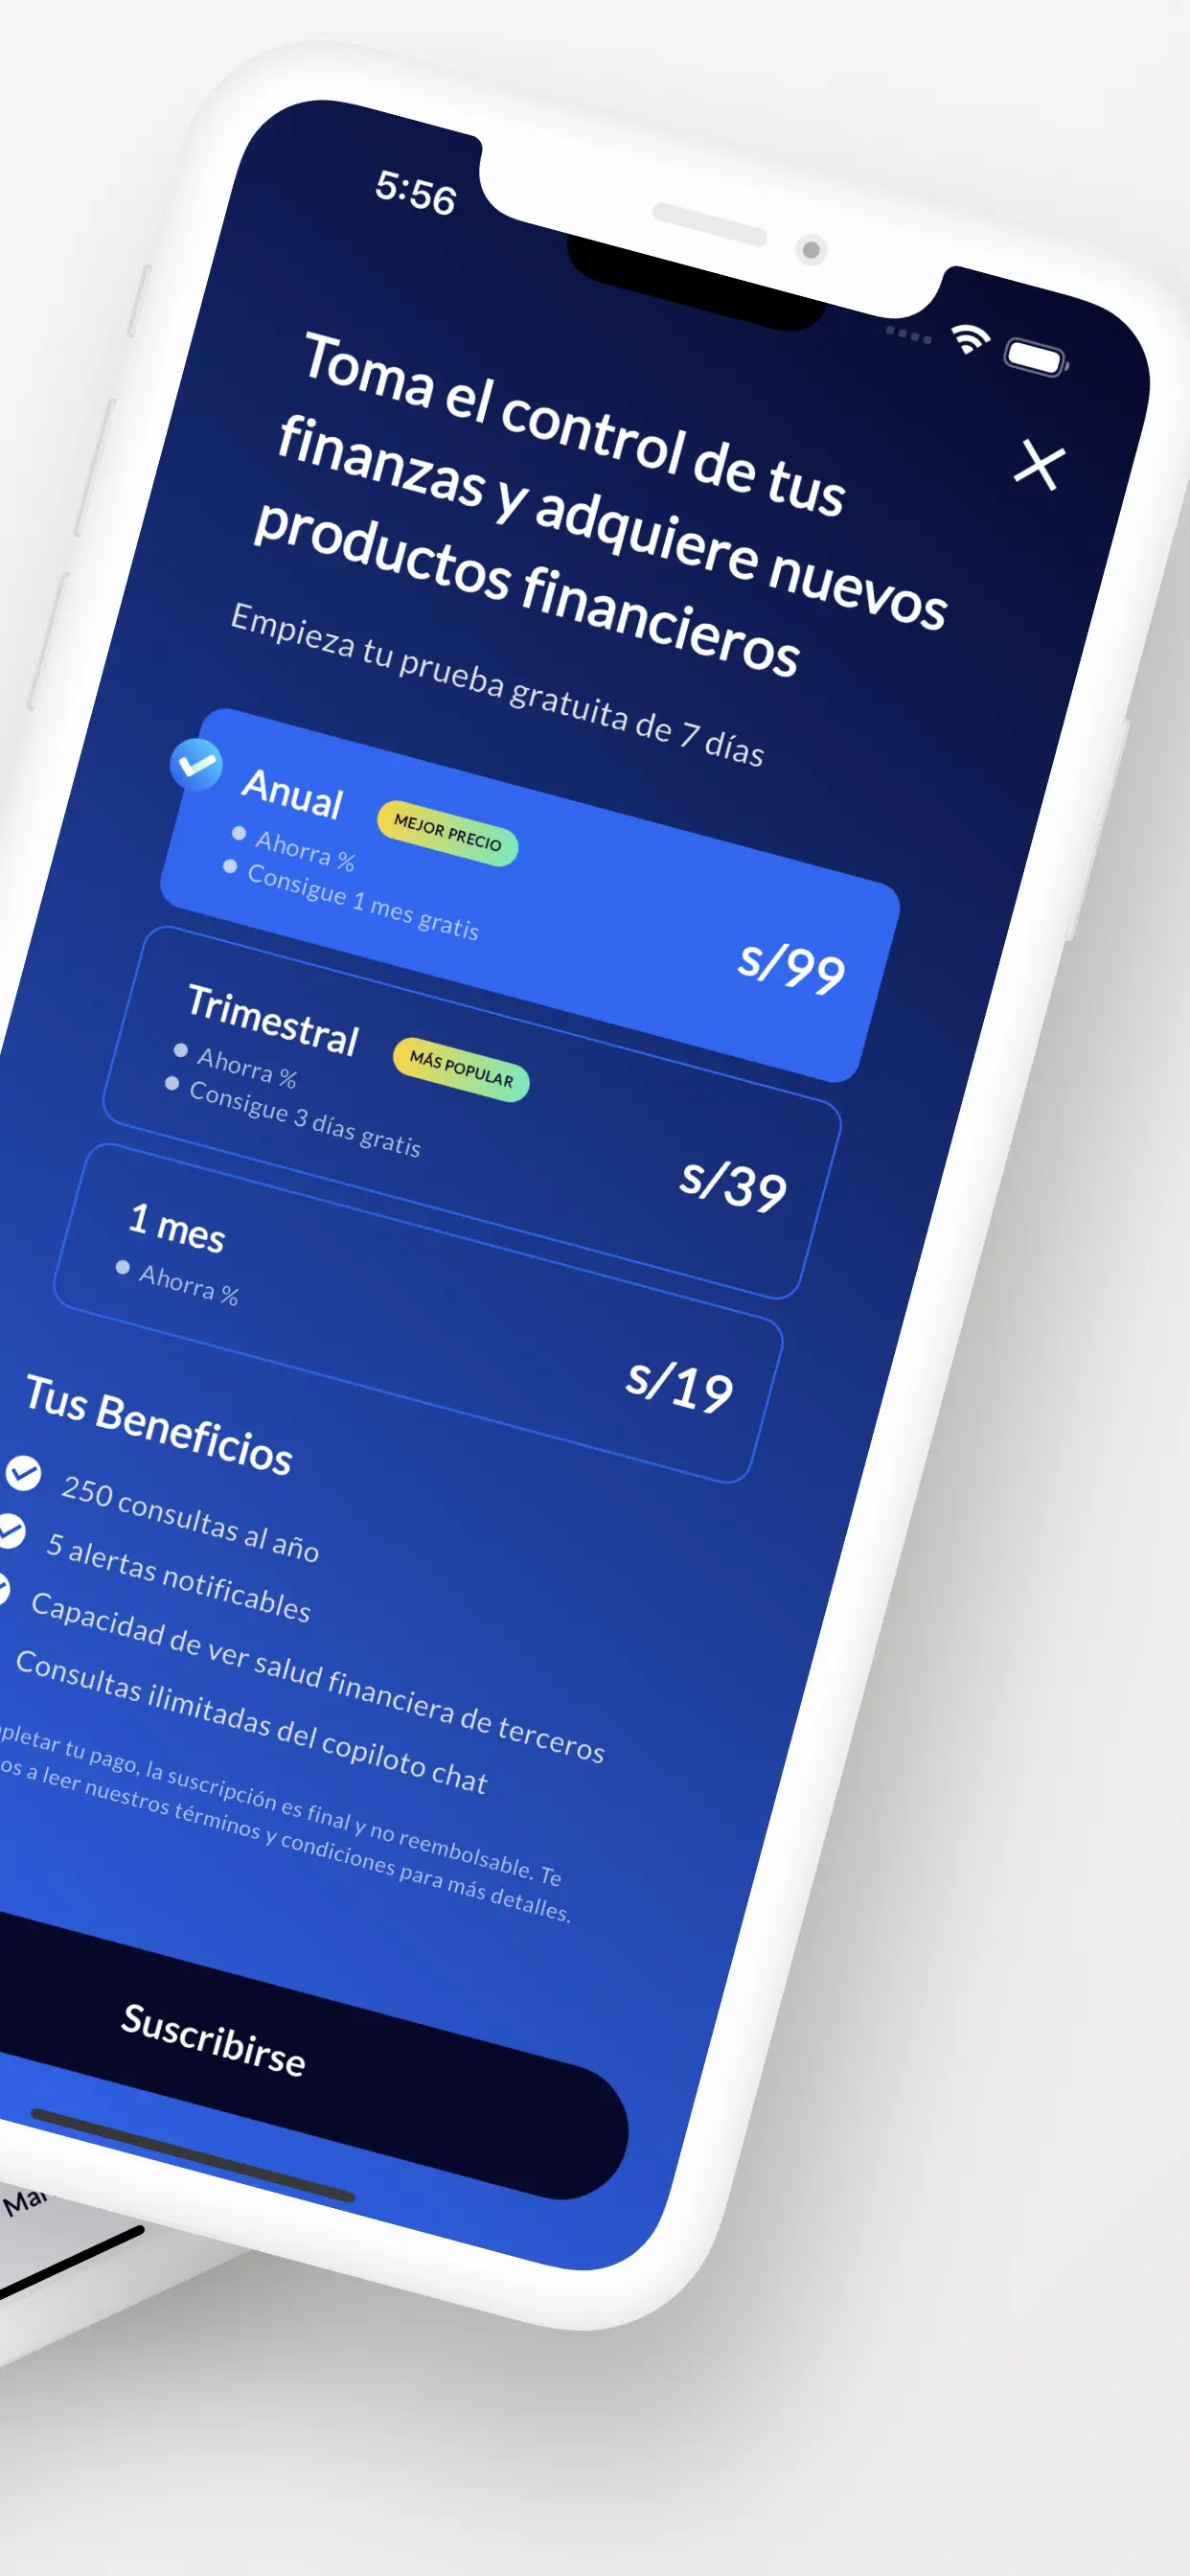 5:56
Toma el control de tus
finanzas y adquiere nuevos
productos financieros
Empieza tu prueba gratuita de 7 días
Anual
MEJOR PRECIO
Ahorra %
Consigue 1 mes gratis
s/99
Trimestral
MÁS POPULAR
Ahorra %
Consigue 3 días gratis
s/39
1 mes
Ahorra %
s/19
Tus Beneficios
250 consultas al año
5 alertas notificables
Capacidad de ver salud financiera de terceros
Consultas ilimitadas del copiloto chat
tu pago, la suscripción es final y no reembolsable. Te
a leer nuestros términos y condiciones para más detalles.
Suscribirse